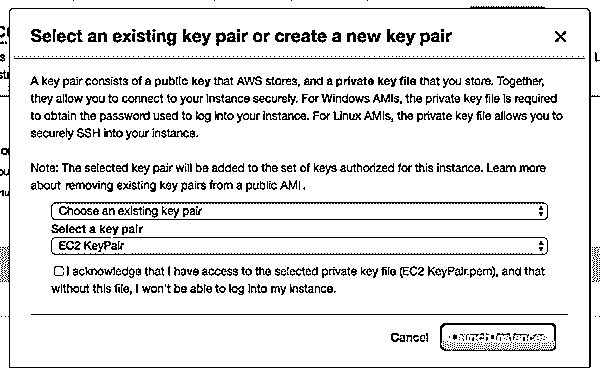 Select an existing key pair or create a new key pair
A key pair consists of a public key that AWS stores, and a private key file that you store. Together,
they allow you to connect to your instance securely. For Windows AMIs, the private key file is required
to obtain the password used to log into your instance. For Linux AMIs, the private key file allows you to
securely SSH into your instance.
Note: The selected key pair will be added to the set of keys authorized for this instance. Learn more
about removing existing key pairs from a public AMI.
Choose an existing key pair
Select a key pair
EC2 KeyPair
I acknowledge that I have access to the selected private key file (EC2 KeyPair.pem), and that
without this file, I won't be able to log into my instance.
Cancel Launch Instances